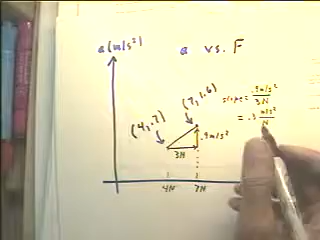 a (m/s²)
a vs. F
(7, 1.6)
(4, .7)
slope = .9 m/s² / 3N
= .3 m/s² / N
.9 m/s²
3N
4N 7N